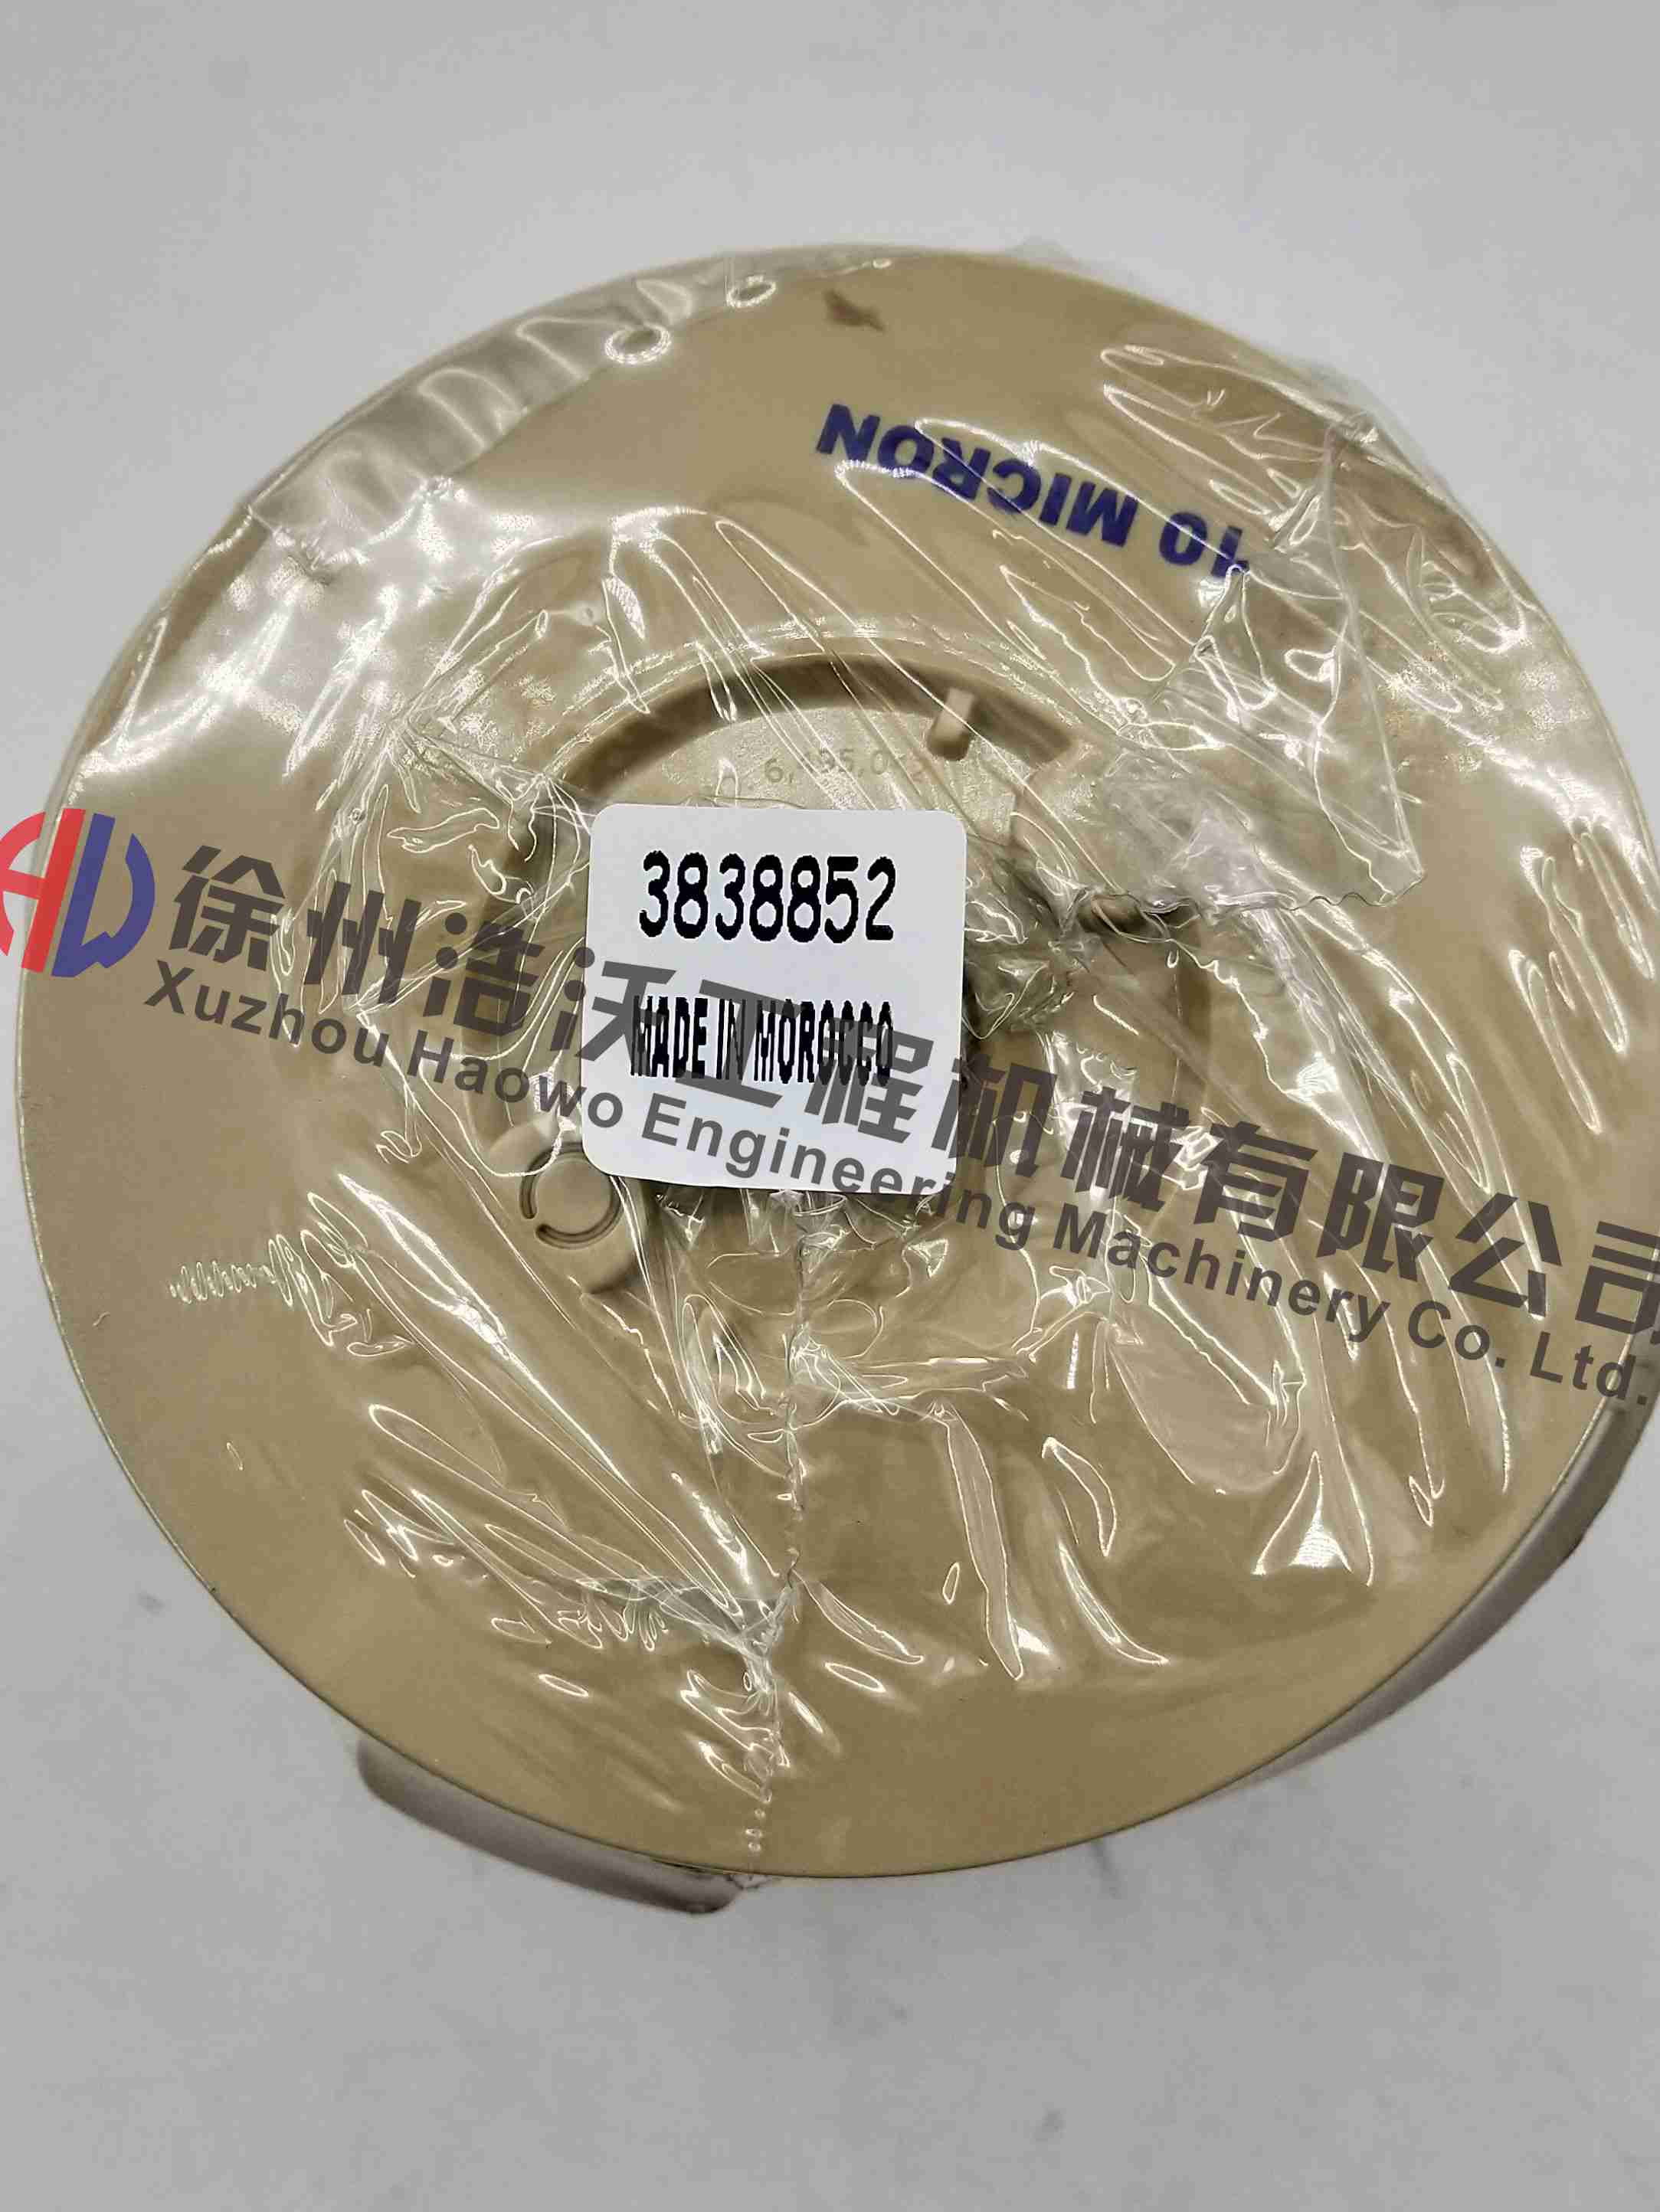 10 MICRON
3838852
MADE IN MOROCCO
徐州浩沃工程机械有限公司
Xuzhou Haowo Engineering Machinery Co. Ltd.